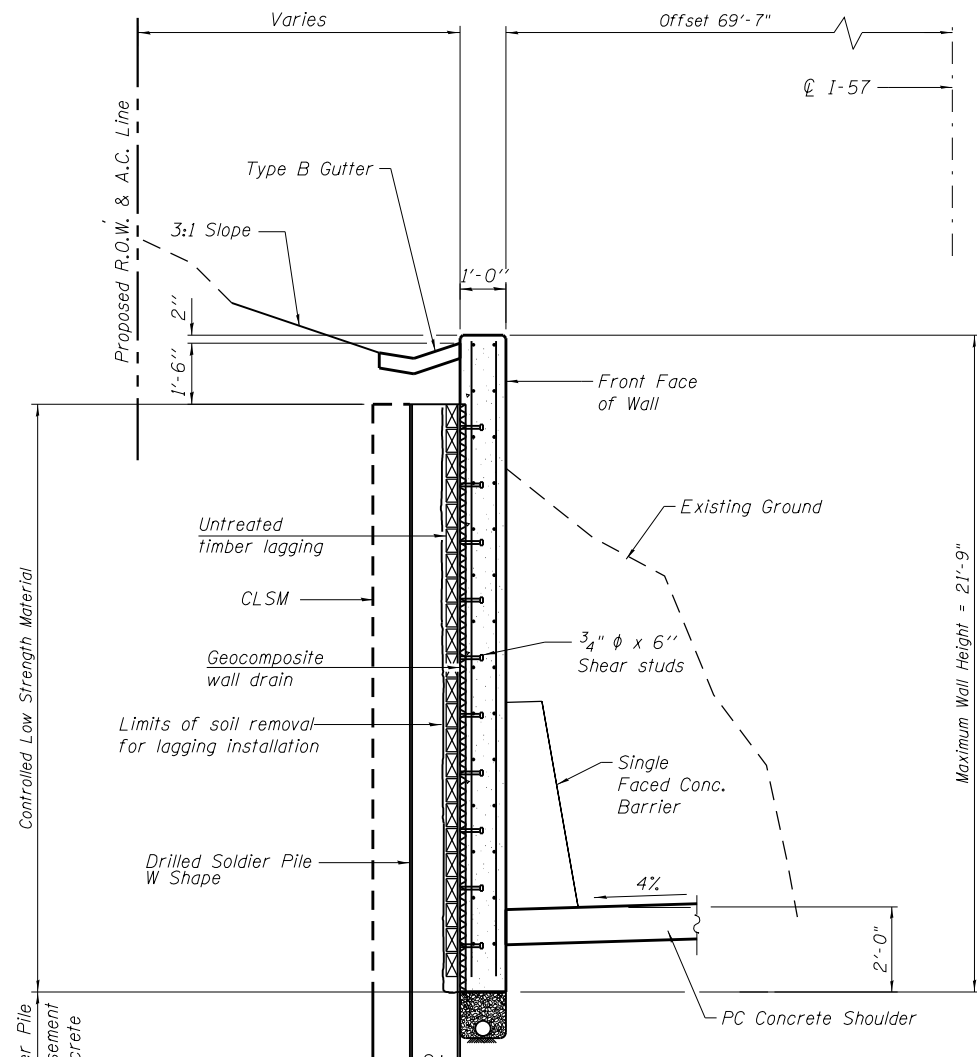 Varies
Offset 69'-7"
℄ I-57
Proposed R.O.W. & A.C. Line
Type B Gutter
3:1 Slope
1'-0"
2"
1'-6"
Front Face
of Wall
Existing Ground
Untreated
timber lagging
CLSM
3/4" ϕ x 6"
Shear studs
Geocomposite
wall drain
Limits of soil removal
for lagging installation
Single
Faced Conc.
Barrier
Controlled Low Strength Material
Maximum Wall Height = 21'-9"
Drilled Soldier Pile
W Shape
4%
2'-0"
PC Concrete Shoulder
Pile